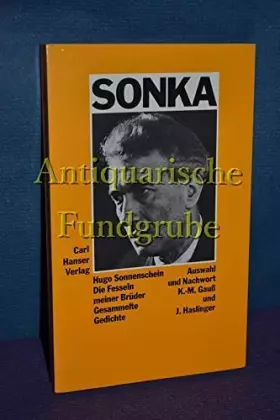 SONKA
Antiquarische
Fundgrube
Carl
Hanser
Verlag
Hugo Sonnenschein
Die Fesseln
meiner Brüder
Gesammelte
Gedichte
Auswahl
und Nachwort
K.-M. Gauß
und
J. Haslinger